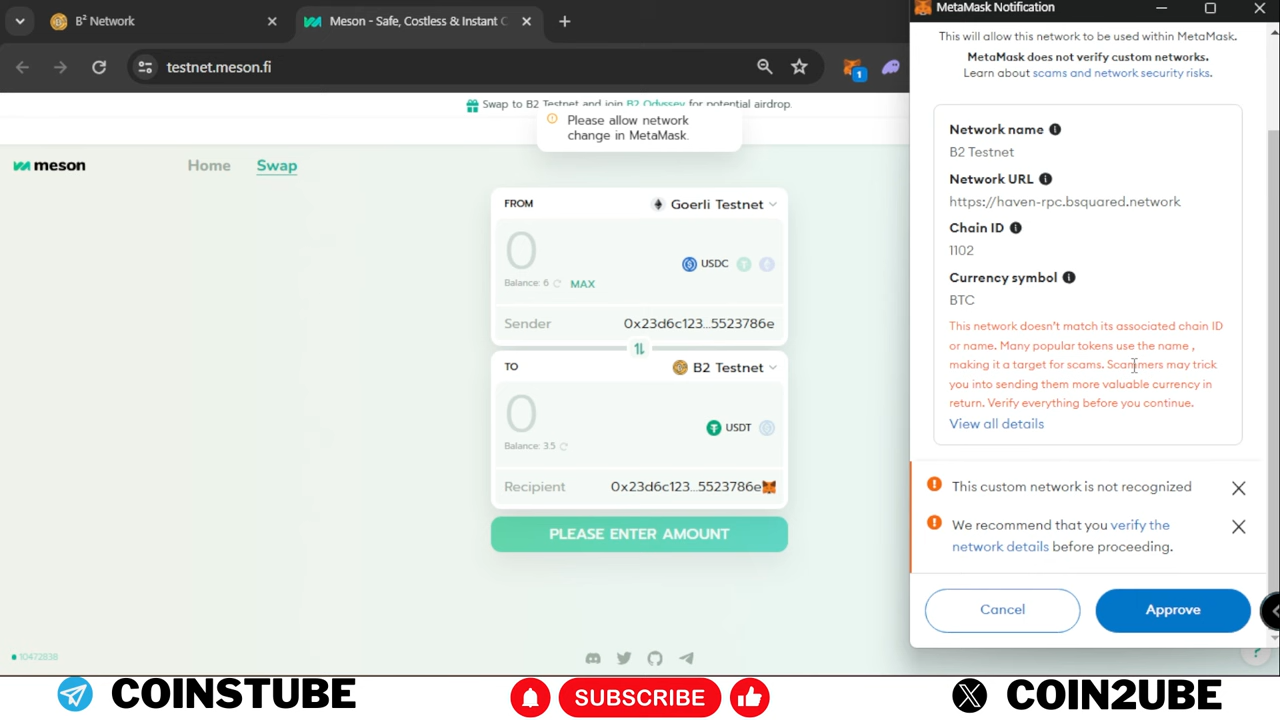 B² Network
Meson - Safe, Costless & Instant C
testnet.meson.fi
1
Swap to B2 Testnet and join B2 Odyssey for potential airdrop.
Please allow network
change in MetaMask.
meson
Home
Swap
FROM
Goerli Testnet
0
USDC
Balance: 6
MAX
Sender
0x23d6c123...5523786e
TO
B2 Testnet
0
USDT
Balance: 3.5
Recipient
0x23d6c123...5523786e
PLEASE ENTER AMOUNT
10472838
MetaMask Notification
This will allow this network to be used within MetaMask.
MetaMask does not verify custom networks.
Learn about scams and network security risks.
Network name
B2 Testnet
Network URL
https://haven-rpc.bsquared.network
Chain ID
1102
Currency symbol
BTC
This network doesn't match its associated chain ID
or name. Many popular tokens use the name ,
making it a target for scams. Scammers may trick
you into sending them more valuable currency in
return. Verify everything before you continue.
View all details
This custom network is not recognized
We recommend that you verify the
network details before proceeding.
Cancel
Approve
?
COINSTUBE
SUBSCRIBE
COIN2UBE